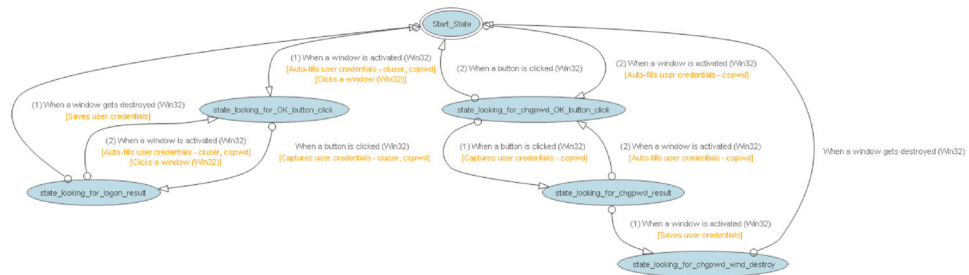 Start_State
(1) When a window is activated (Win32)
[Auto-fills user credentials - ciuser, cspwd]
[Clicks a window (Win32)]
(2) When a button is clicked (Win32)
(2) When a window is activated (Win32)
[Auto-fills user credentials - cspwd]
(1) When a window gets destroyed (Win32)
[Saves user credentials]
state_looking_for_OK_button_click
state_looking_for_chgpwd_OK_button_click
(2) When a window is activated (Win32)
[Auto-fills user credentials - ciuser, cspwd]
[Clicks a window (Win32)]
When a button is clicked (Win32)
[Captures user credentials - ciuser, cspwd]
(1) When a button is clicked (Win32)
[Captures user credentials - cspwd]
(2) When a window is activated (Win32)
[Auto-fills user credentials - cspwd]
When a window gets destroyed (Win32)
state_looking_for_logon_result
state_looking_for_chgpwd_result
(1) When a window is activated (Win32)
[Saves user credentials]
state_looking_for_chgpwd_wnd_destroy